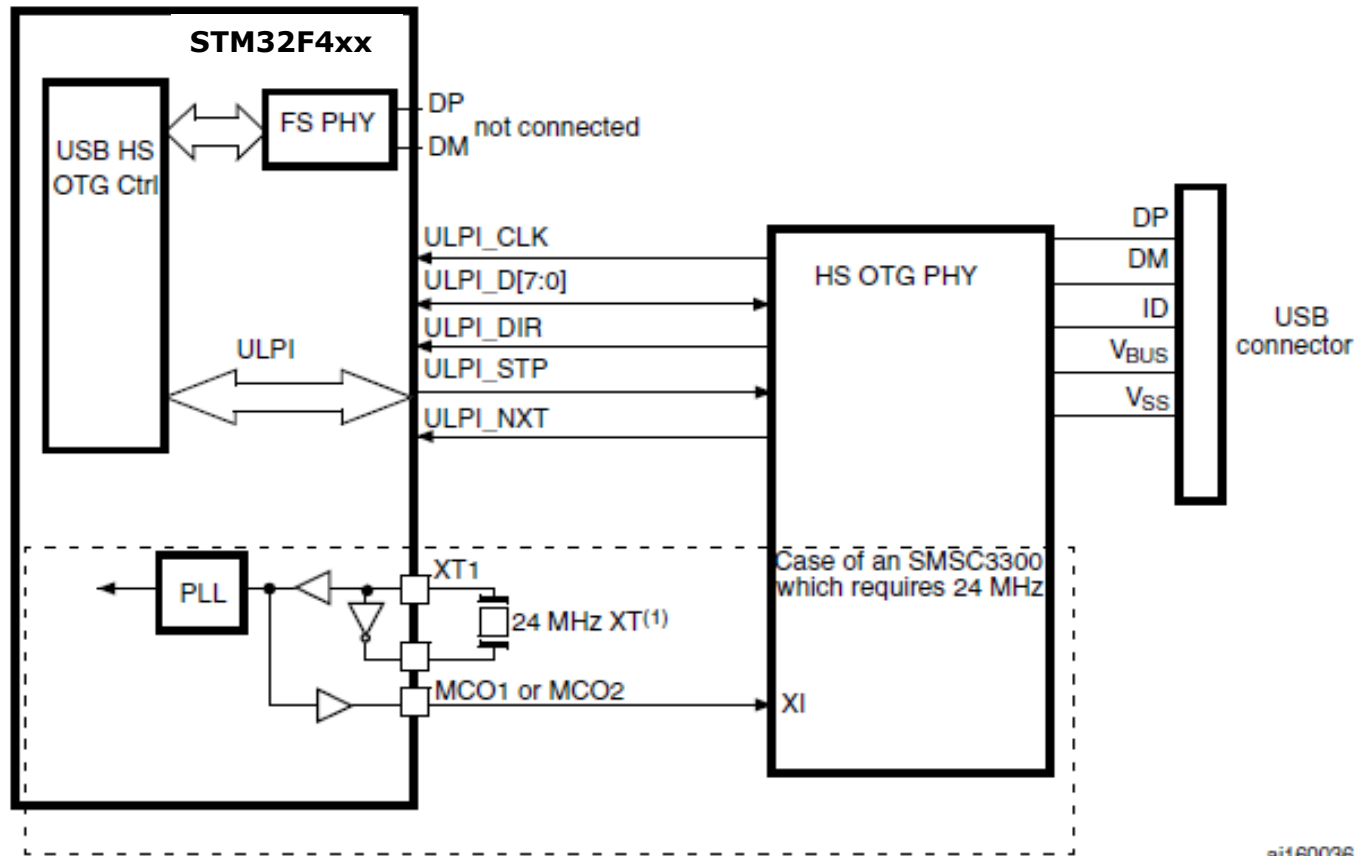 STM32F4xx
USB HS
OTG Ctrl
FS PHY
DP
not connected
DM
ULPI
ULPI_CLK
ULPI_D[7:0]
ULPI_DIR
ULPI_STP
ULPI_NXT
HS OTG PHY
DP
DM
ID
VBUS
VSS
USB
connector
PLL
XT1
24 MHz XT(1)
MCO1 or MCO2
Case of an SMSC3300
which requires 24 MHz
XI
ai160036